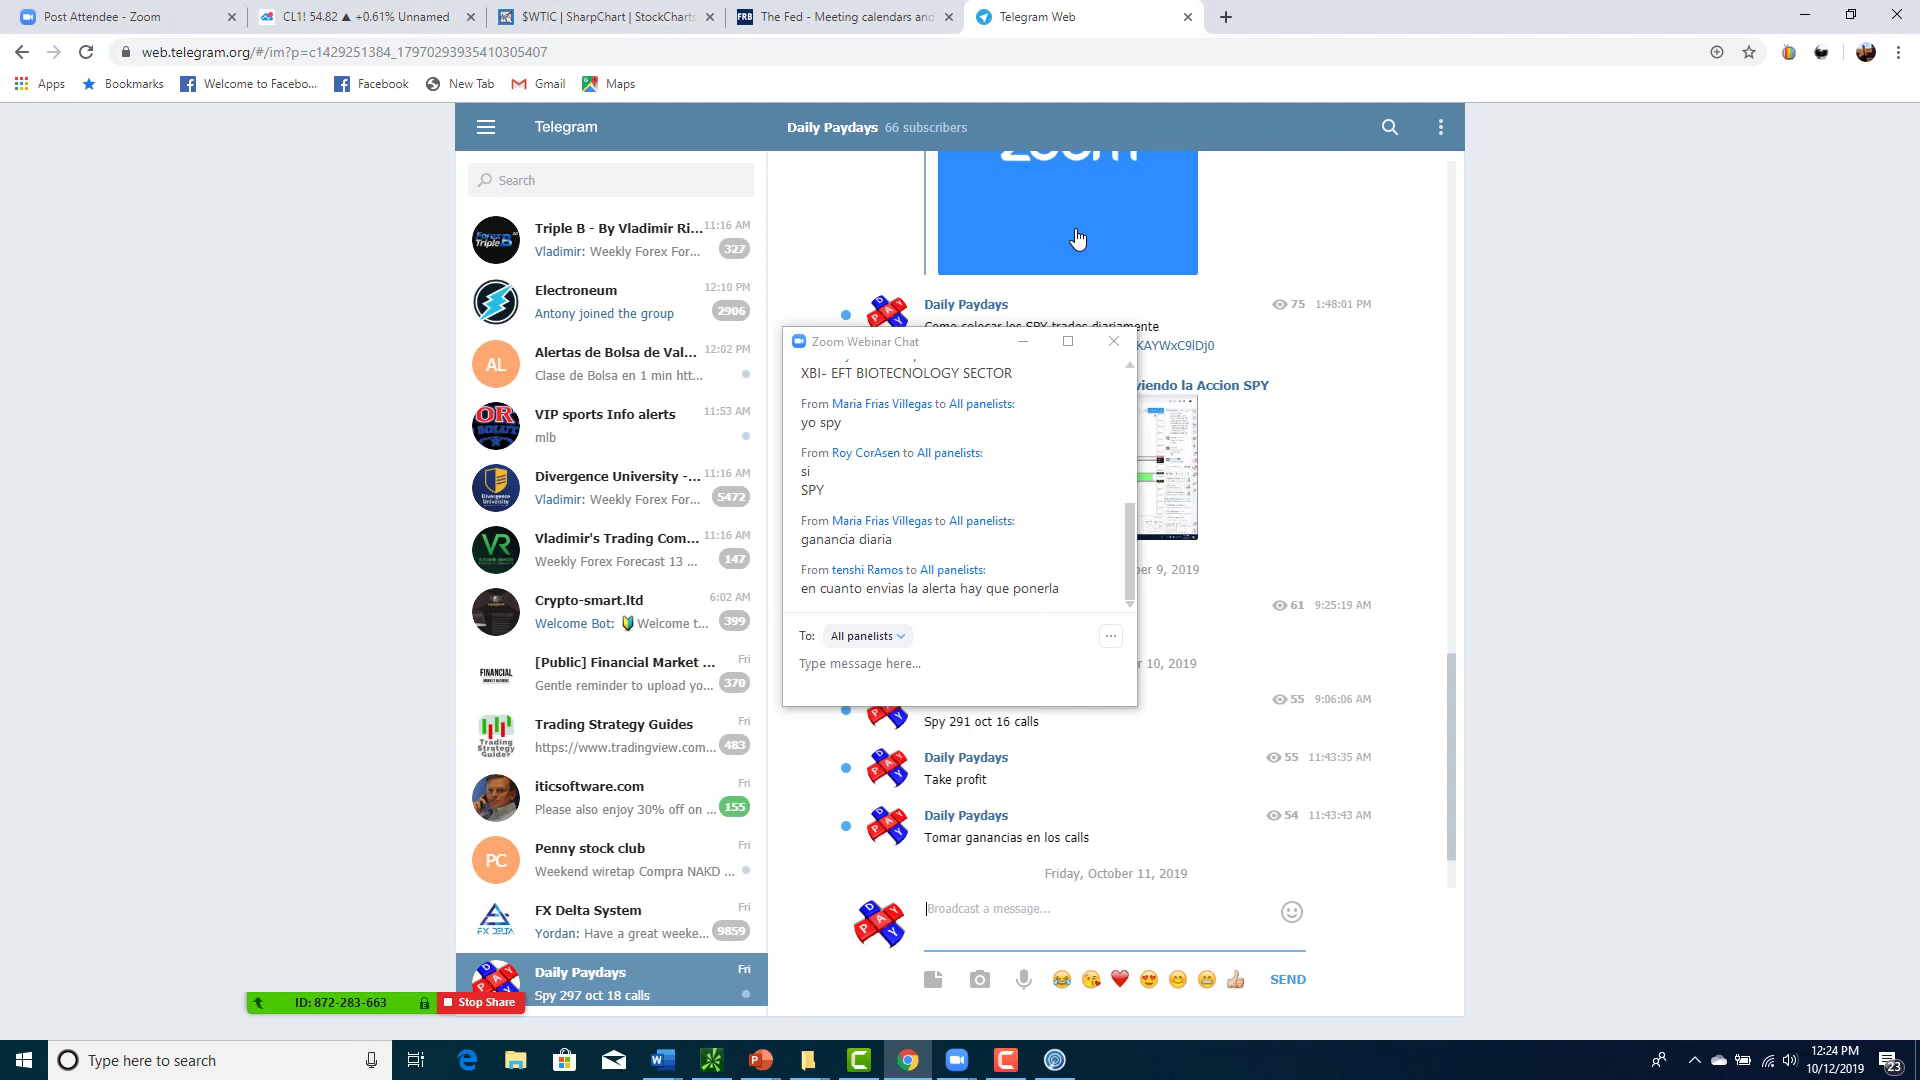 Post Attendee - Zoom
CL1! 54.82 ▲ +0.61% Unnamed
$WTIC | SharpChart | StockCharts
The Fed - Meeting calendars and
Telegram Web
web.telegram.org/#/im?p=c1429251384_17970293935410305407
Apps
Bookmarks
Welcome to Facebo...
Facebook
New Tab
Gmail
Maps
Telegram
Daily Paydays 66 subscribers
Search
Triple B - By Vladimir Ri... 11:16 AM
Vladimir: Weekly Forex For... 327
Electroneum 12:10 PM
Antony joined the group 2906
AL
Alertas de Bolsa de Val... 12:02 PM
Clase de Bolsa en 1 min htt...
VIP sports Info alerts 11:53 AM
mlb
Divergence University -... 11:16 AM
Vladimir: Weekly Forex For... 5472
Vladimir's Trading Com... 11:16 AM
Weekly Forex Forecast 13 ... 147
Crypto-smart.ltd 6:02 AM
Welcome Bot: 🔰Welcome t... 399
[Public] Financial Market ... Fri
Gentle reminder to upload yo... 370
Trading Strategy Guides Fri
https://www.tradingview.com... 483
iticsoftware.com Fri
Please also enjoy 30% off on ... 155
PC
Penny stock club Fri
Weekend wiretap Compra NAKD ...
FX Delta System Fri
Yordan: Have a great weeke... 9859
Daily Paydays Fri
Spy 297 oct 18 calls
zoom
Daily Paydays 75 1:48:01 PM
Como colocar los SPY trades diariamente
KAYWxC9lDj0
viendo la Accion SPY
Zoom Webinar Chat
XBI- EFT BIOTECNOLOGY SECTOR
From Maria Frias Villegas to All panelists:
yo spy
From Roy CorAsen to All panelists:
si
SPY
From Maria Frias Villegas to All panelists:
ganancia diaria
From tenshi Ramos to All panelists:
en cuanto envias la alerta hay que ponerla
To: All panelists
Type message here...
er 9, 2019
61 9:25:19 AM
r 10, 2019
55 9:06:06 AM
Spy 291 oct 16 calls
Daily Paydays 55 11:43:35 AM
Take profit
Daily Paydays 54 11:43:43 AM
Tomar ganancias en los calls
Friday, October 11, 2019
Broadcast a message...
SEND
ID: 872-283-663
Stop Share
Type here to search
12:24 PM
10/12/2019
23